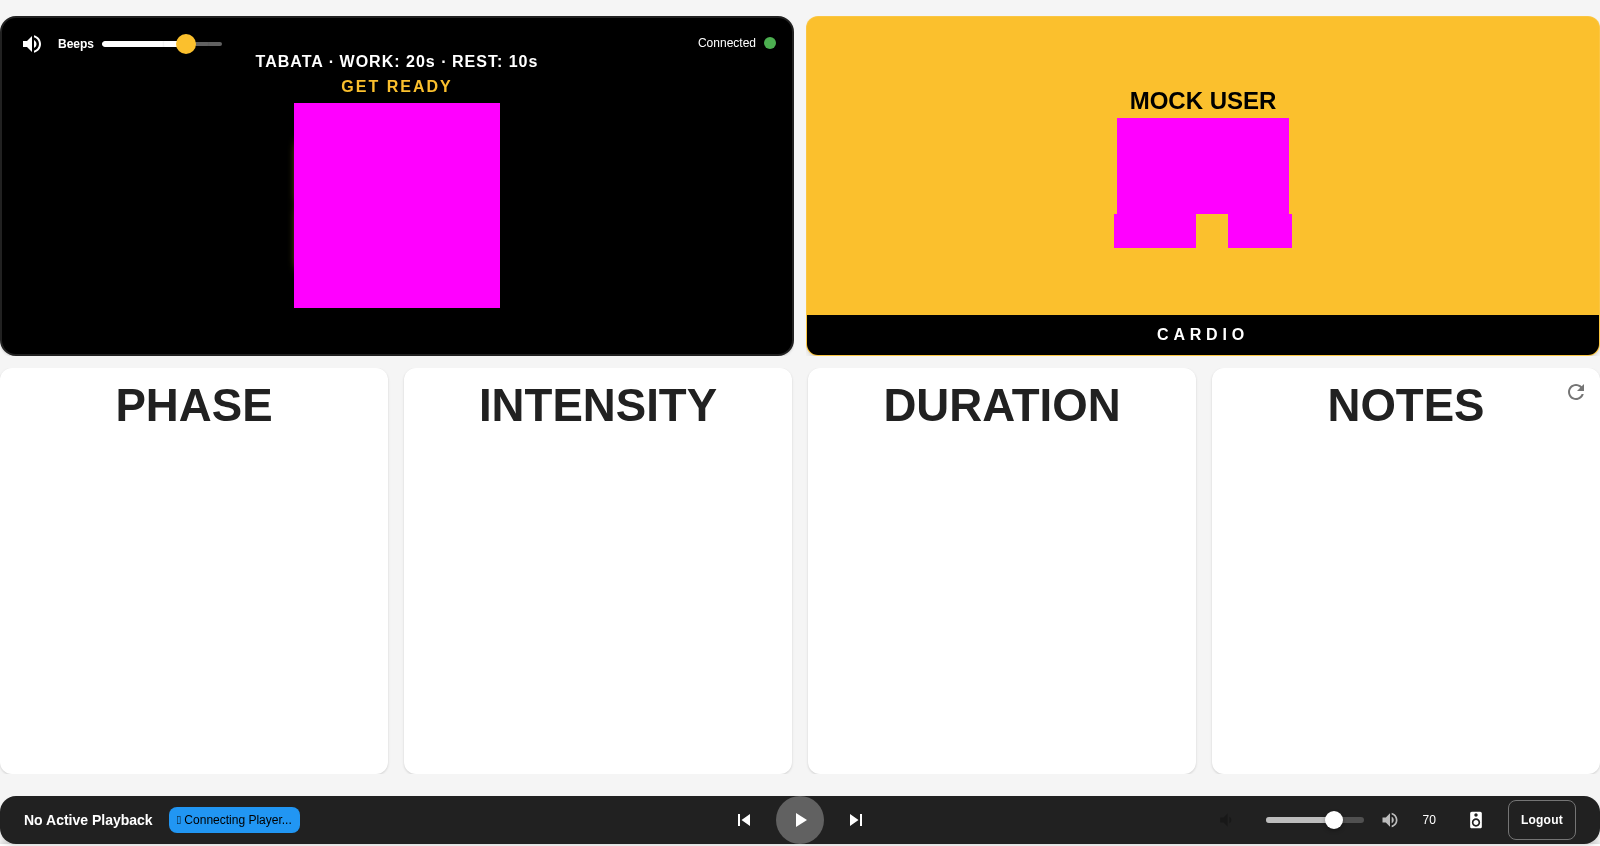 Beeps
Connected
TABATA · WORK: 20s · REST: 10s
GET READY
MOCK USER
CARDIO
PHASE
INTENSITY
DURATION
NOTES
No Active Playback
Connecting Player...
70
Logout